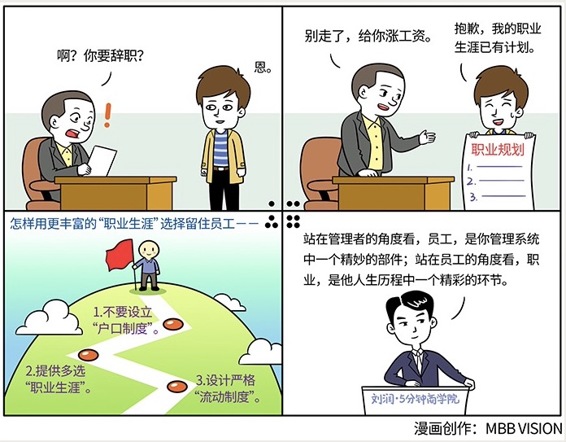 啊？你要辞职？
恩。
别走了，给你涨工资。
抱歉，我的职业
生涯已有计划。
职业规划
1.
2.
3.
怎样用更丰富的“职业生涯”选择留住员工——
1.不要设立
“户口制度”。
2.提供多选
“职业生涯”。
3.设计严格
“流动制度”。
站在管理者的角度看，员工，是你管理系统
中一个精妙的部件；站在员工的角度看，职
业，是他人生历程中一个精彩的环节。
刘润·5分钟商学院
漫画创作：MBB VISION